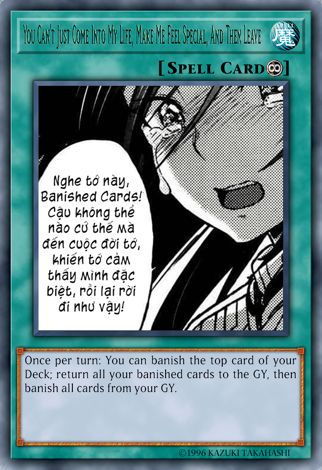 You Can't Just Come Into My Life, Make Me Feel Special, And Then Leave
魔
[SPELL CARD]
Nghe tớ này,
Banished Cards!
Cậu không thể
nào cứ thế mà
đến cuộc đời tớ,
khiến tớ cảm
thấy mình đặc
biệt, rồi lại rời
đi như vậy!
Once per turn: You can banish the top card of your
Deck; return all your banished cards to the GY, then
banish all cards from your GY.
©1996 KAZUKI TAKAHASHI